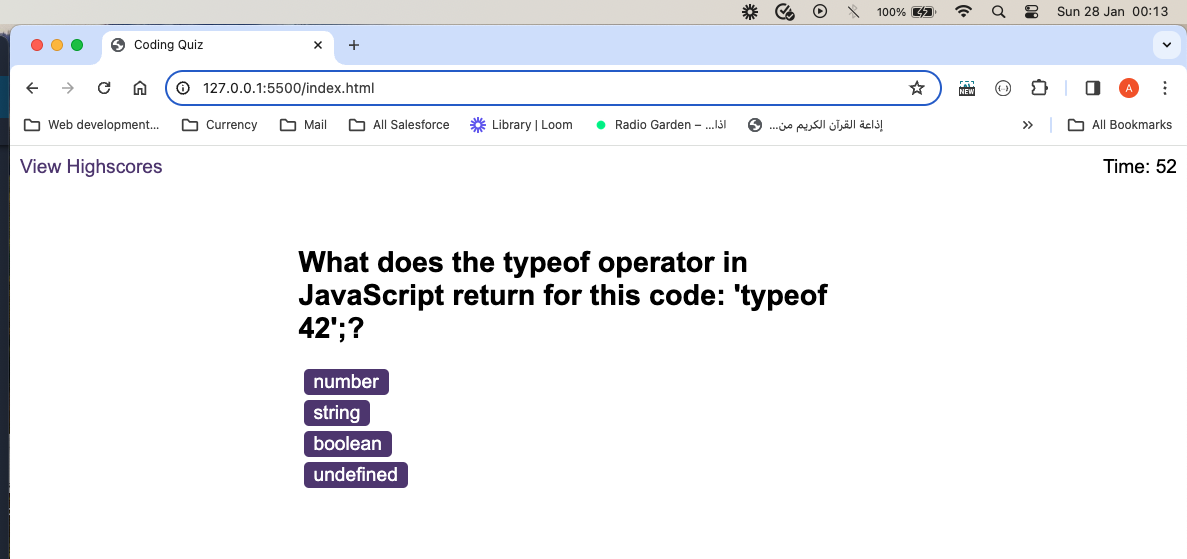 100% Sun 28 Jan 00:13
Coding Quiz
127.0.0.1:5500/index.html
NEW
A
Web development... Currency Mail All Salesforce Library | Loom Radio Garden – ...اذا إذاعة القرآن الكريم من... All Bookmarks
View Highscores Time: 52
What does the typeof operator in
JavaScript return for this code: 'typeof
42';?
number
string
boolean
undefined